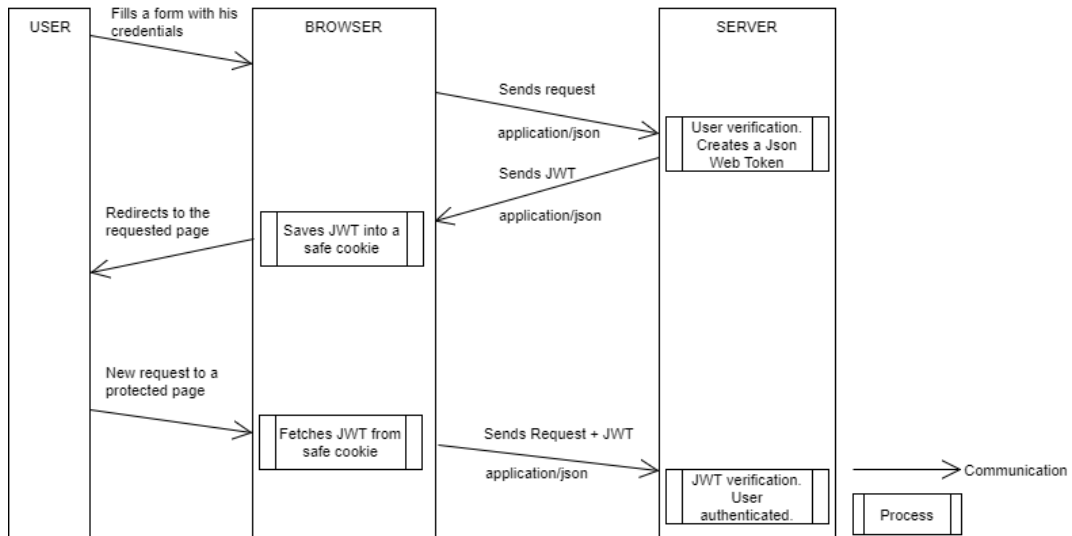 USER
BROWSER
SERVER
Fills a form with his
credentials
Sends request
application/json
User verification.
Creates a Json
Web Token
Sends JWT
application/json
Saves JWT into a
safe cookie
Redirects to the
requested page
New request to a
protected page
Fetches JWT from
safe cookie
Sends Request + JWT
application/json
JWT verification.
User
authenticated.
Communication
Process